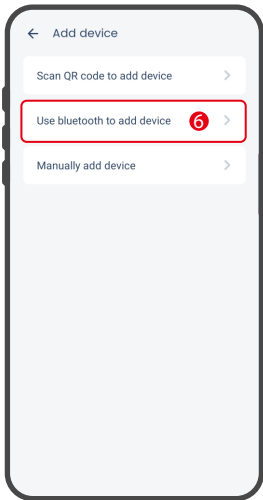 Add device
Scan QR code to add device
Use bluetooth to add device 6
Manually add device